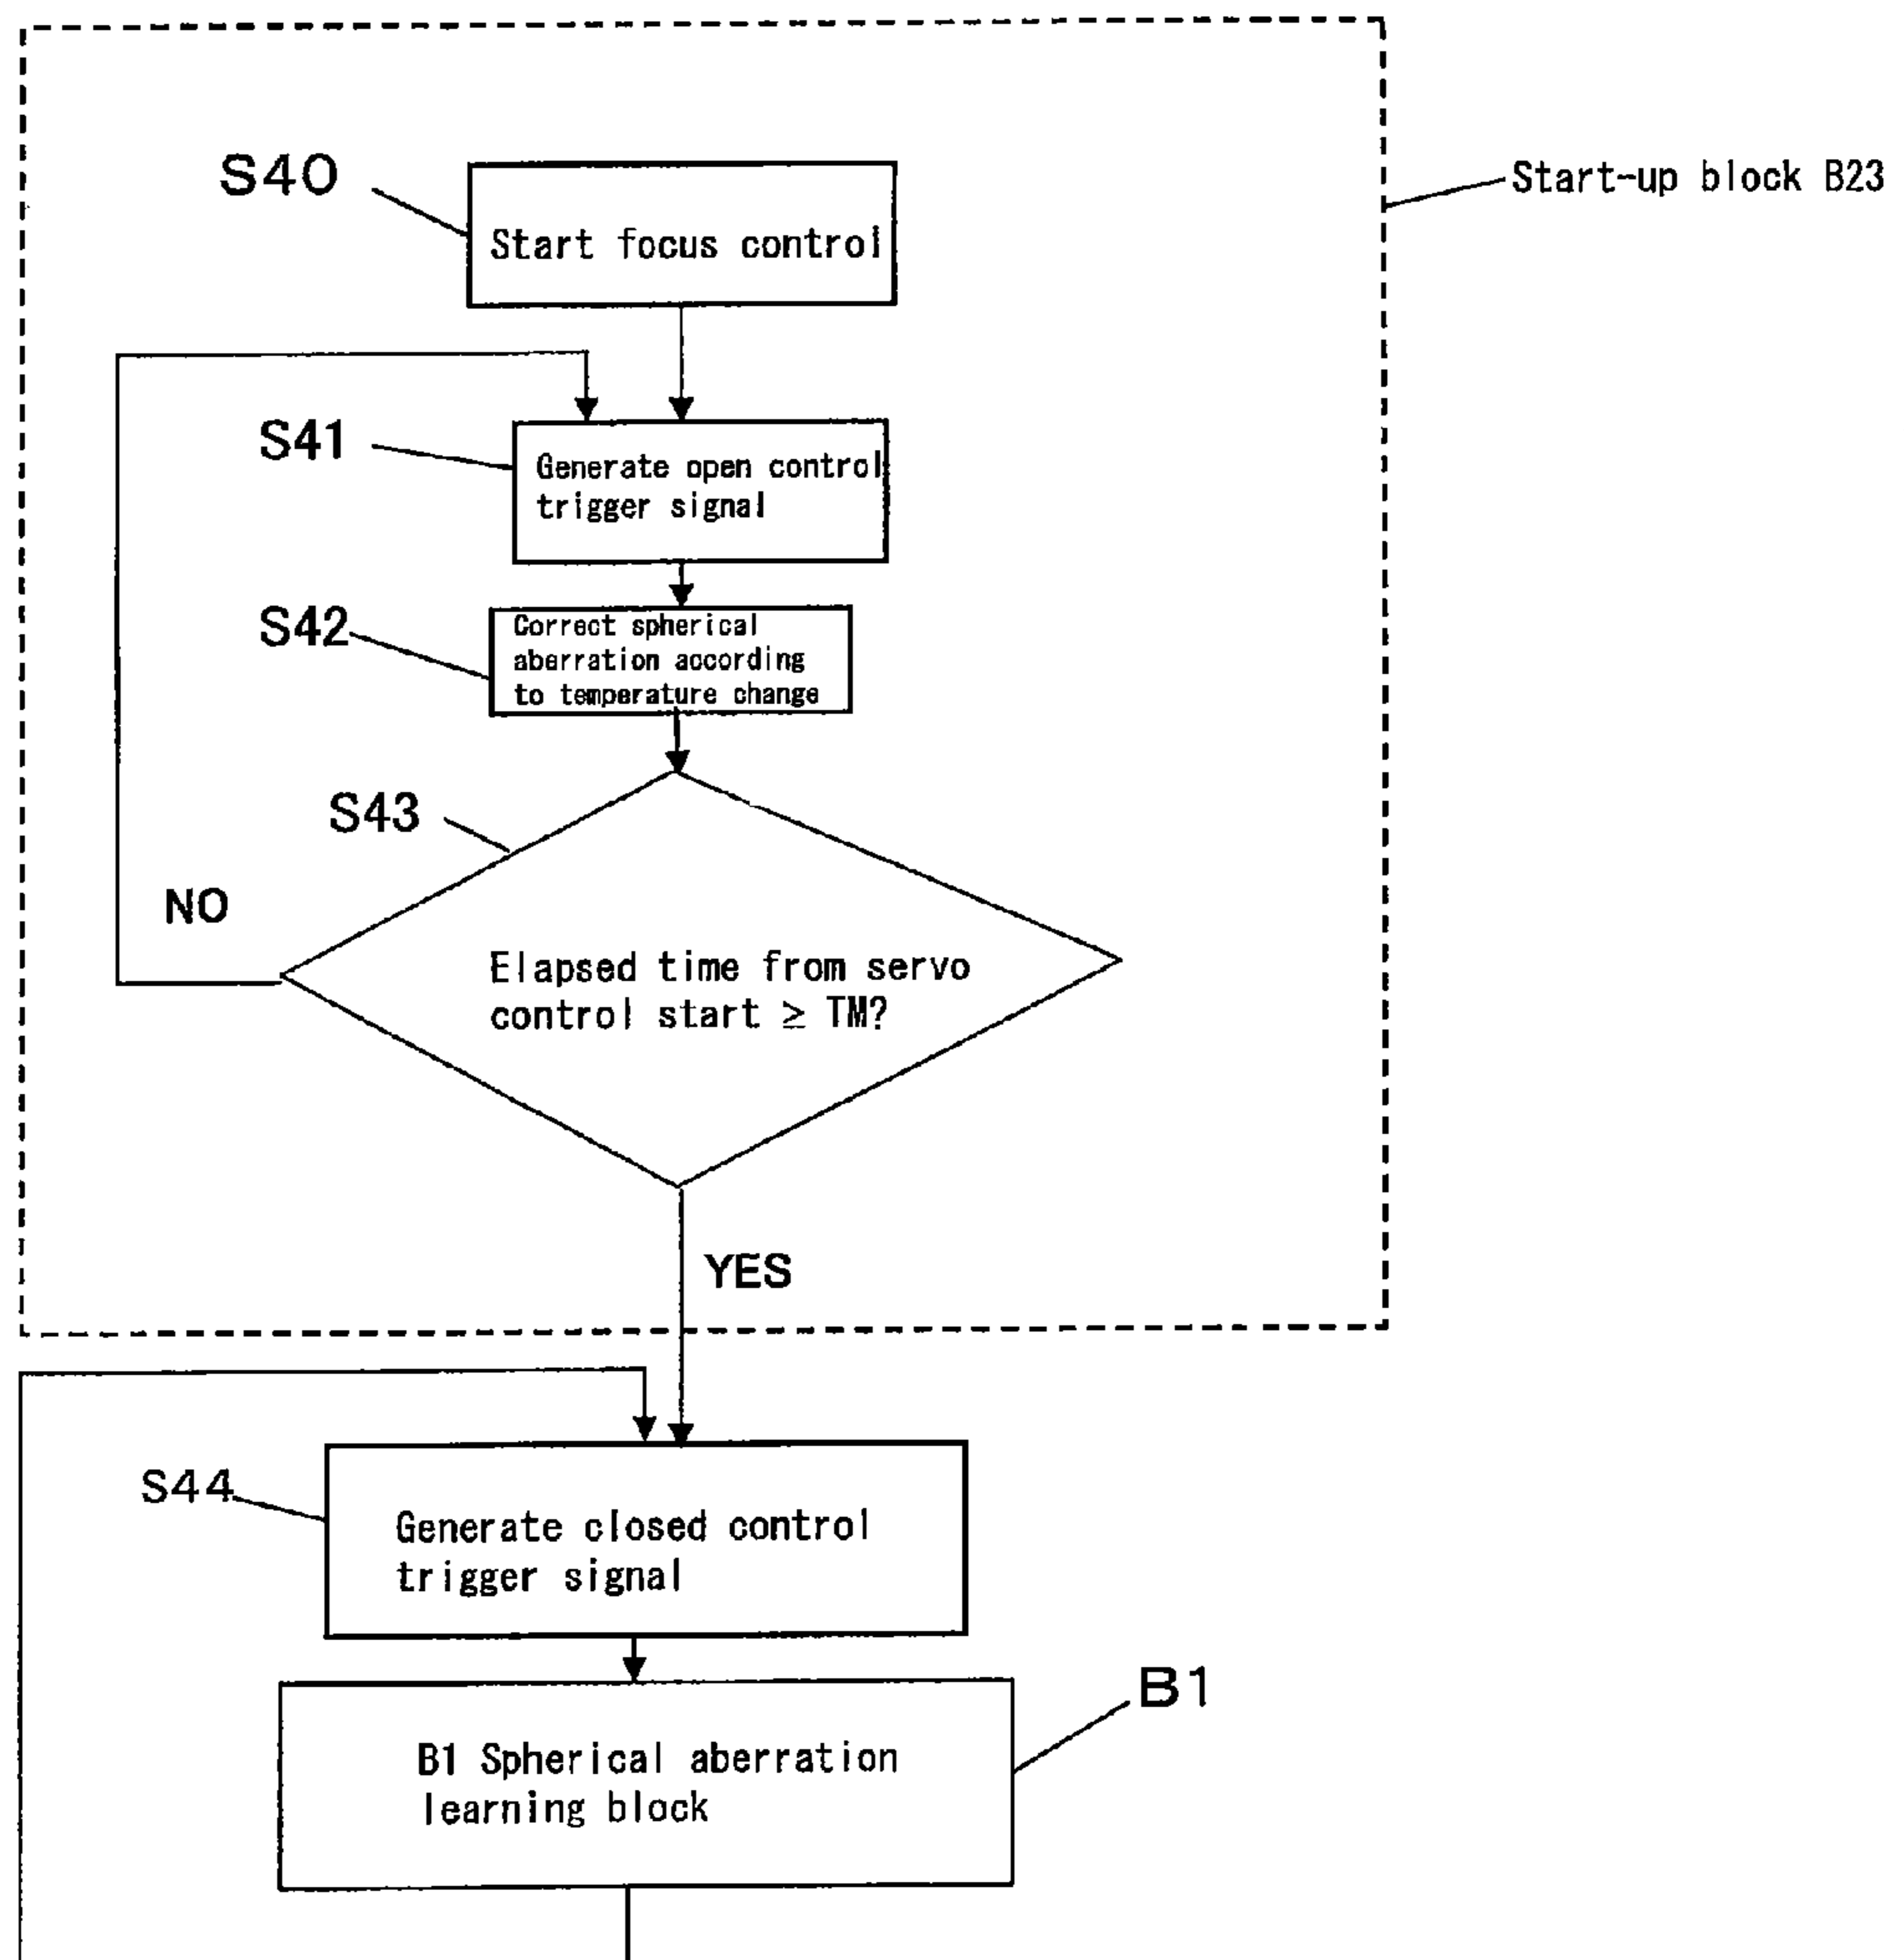 Start-up block B23
S40
Start focus control
S41
Generate open control
trigger signal
S42
Correct spherical
aberration according
to temperature change
S43
NO
Elapsed time from servo
control start ≥ TM?
YES
S44
Generate closed control
trigger signal
B1
B1 Spherical aberration
learning block